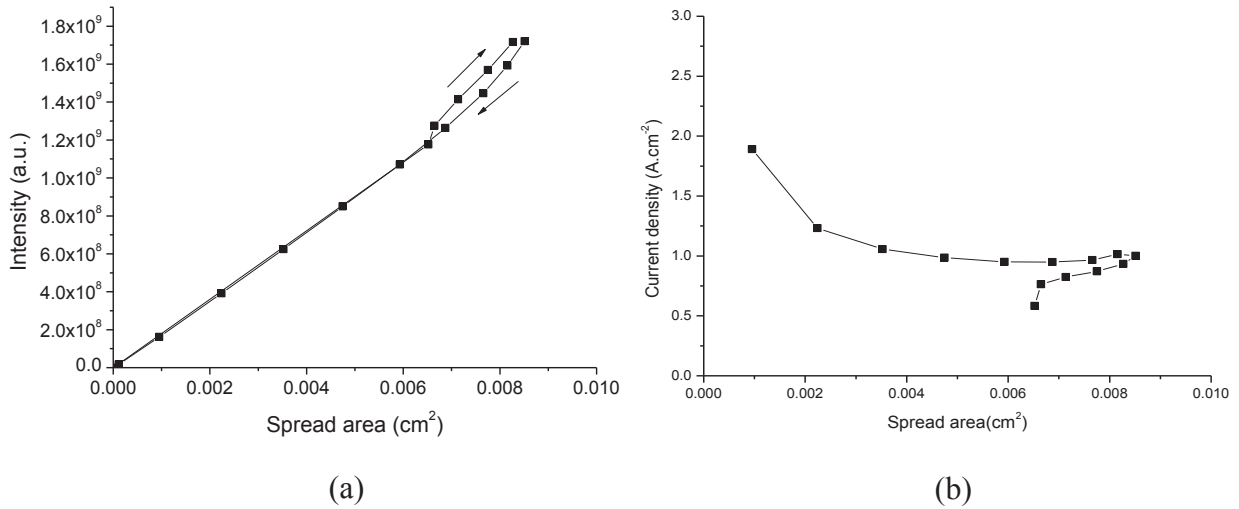 1.8x10⁹
1.6x10⁹
1.4x10⁹
1.2x10⁹
1.0x10⁹
8.0x10⁸
6.0x10⁸
4.0x10⁸
2.0x10⁸
0.0
Intensity (a.u.)
0.000 0.002 0.004 0.006 0.008 0.010
Spread area (cm²)
(a)
3.0
2.5
2.0
1.5
1.0
0.5
0.0
Current density (A.cm⁻²)
0.000 0.002 0.004 0.006 0.008 0.010
Spread area(cm²)
(b)